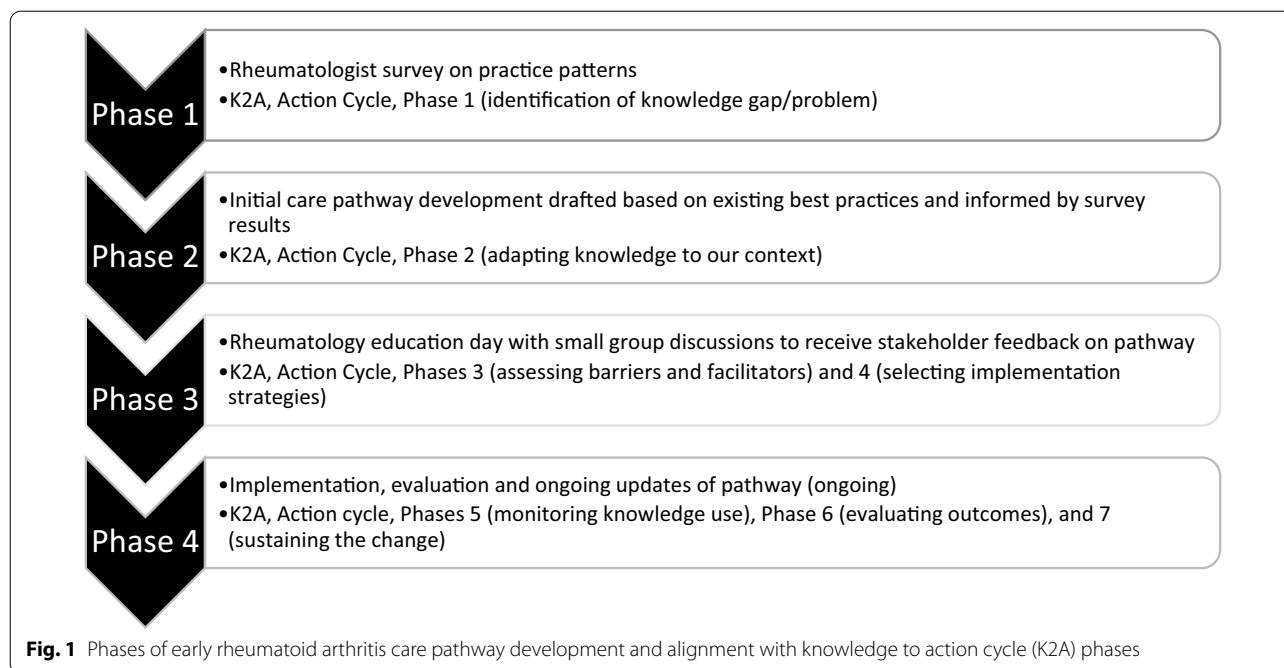 Phase 1
•Rheumatologist survey on practice patterns
•K2A, Action Cycle, Phase 1 (identification of knowledge gap/problem)
Phase 2
•Initial care pathway development drafted based on existing best practices and informed by survey
results
•K2A, Action Cycle, Phase 2 (adapting knowledge to our context)
Phase 3
•Rheumatology education day with small group discussions to receive stakeholder feedback on pathway
•K2A, Action Cycle, Phases 3 (assessing barriers and facilitators) and 4 (selecting implementation
strategies)
Phase 4
•Implementation, evaluation and ongoing updates of pathway (ongoing)
•K2A, Action cycle, Phases 5 (monitoring knowledge use), Phase 6 (evaluating outcomes), and 7
(sustaining the change)
Fig. 1 Phases of early rheumatoid arthritis care pathway development and alignment with knowledge to action cycle (K2A) phases